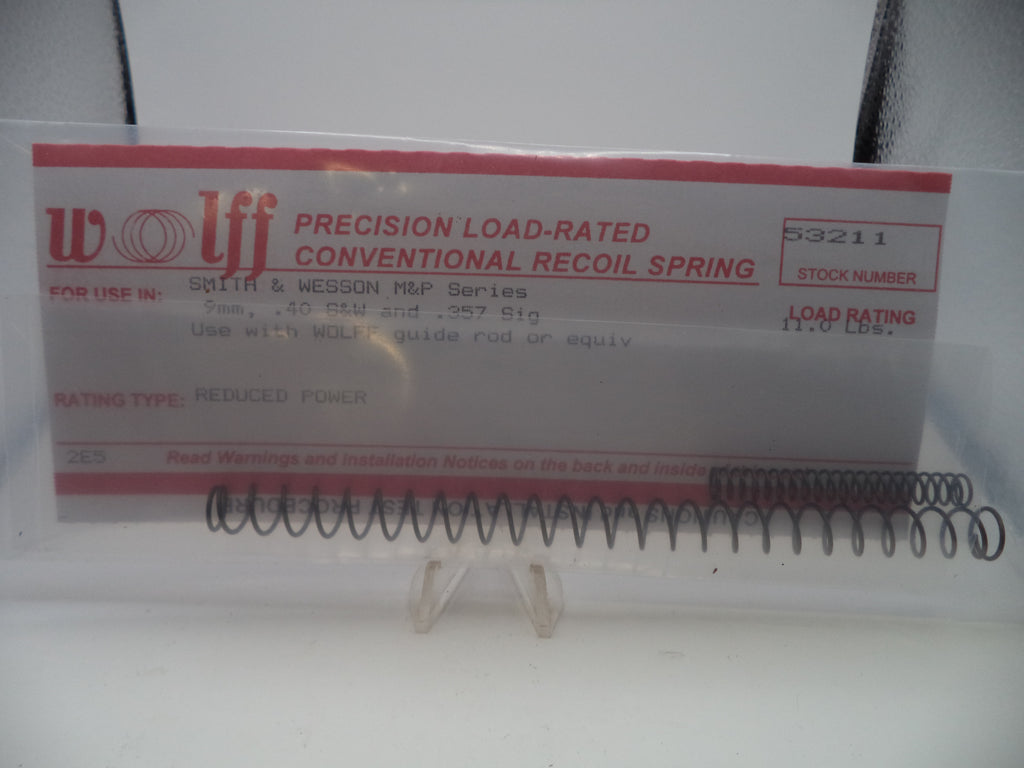 Wolff
PRECISION LOAD-RATED
CONVENTIONAL RECOIL SPRING
53211
STOCK NUMBER
FOR USE IN: SMITH & WESSON M&P Series
9mm, .40 S&W and .357 Sig
Use with WOLFF guide rod or equiv
LOAD RATING
11.0 Lbs.
RATING TYPE: REDUCED POWER
2E5
Read Warnings and Installation Notices on the back and inside